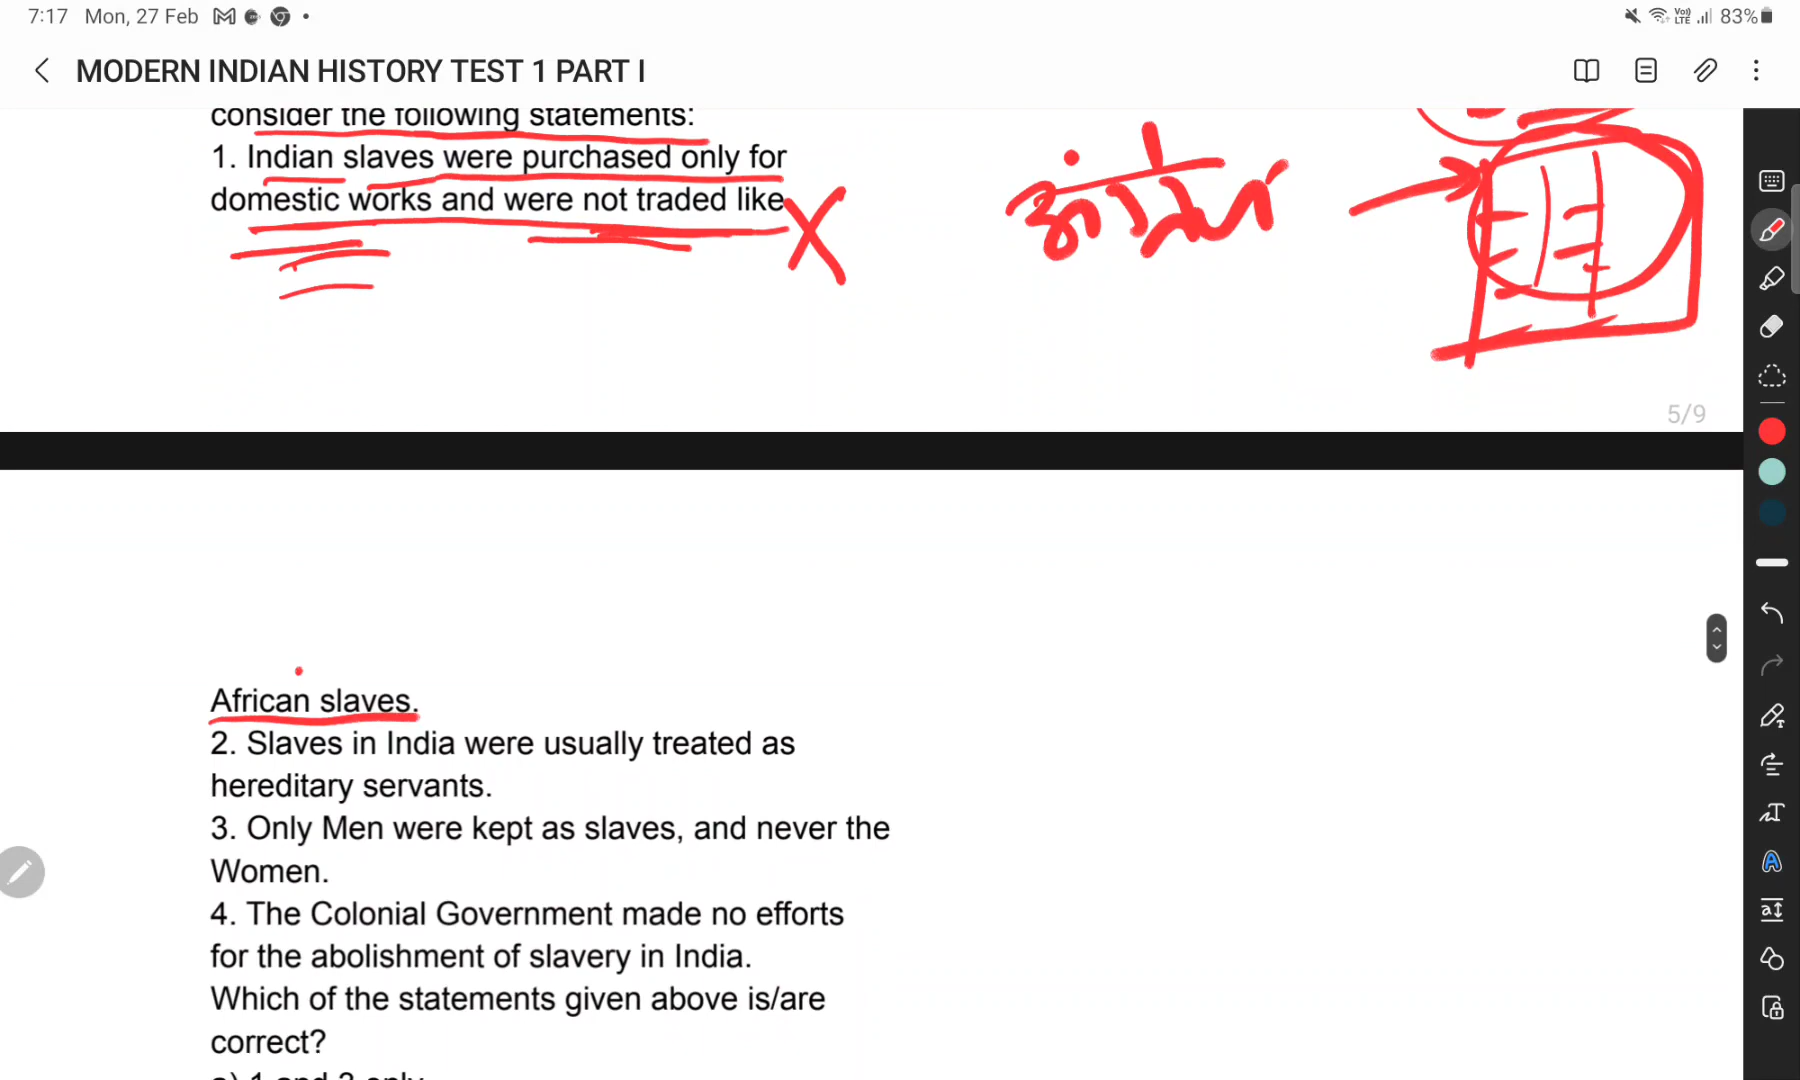 7:17 Mon, 27 Feb
Vo) LTE 83%
MODERN INDIAN HISTORY TEST 1 PART I
consider the following statements:
1. Indian slaves were purchased only for
domestic works and were not traded like
5/9
African slaves.
2. Slaves in India were usually treated as
hereditary servants.
3. Only Men were kept as slaves, and never the
Women.
4. The Colonial Government made no efforts
for the abolishment of slavery in India.
Which of the statements given above is/are
correct?